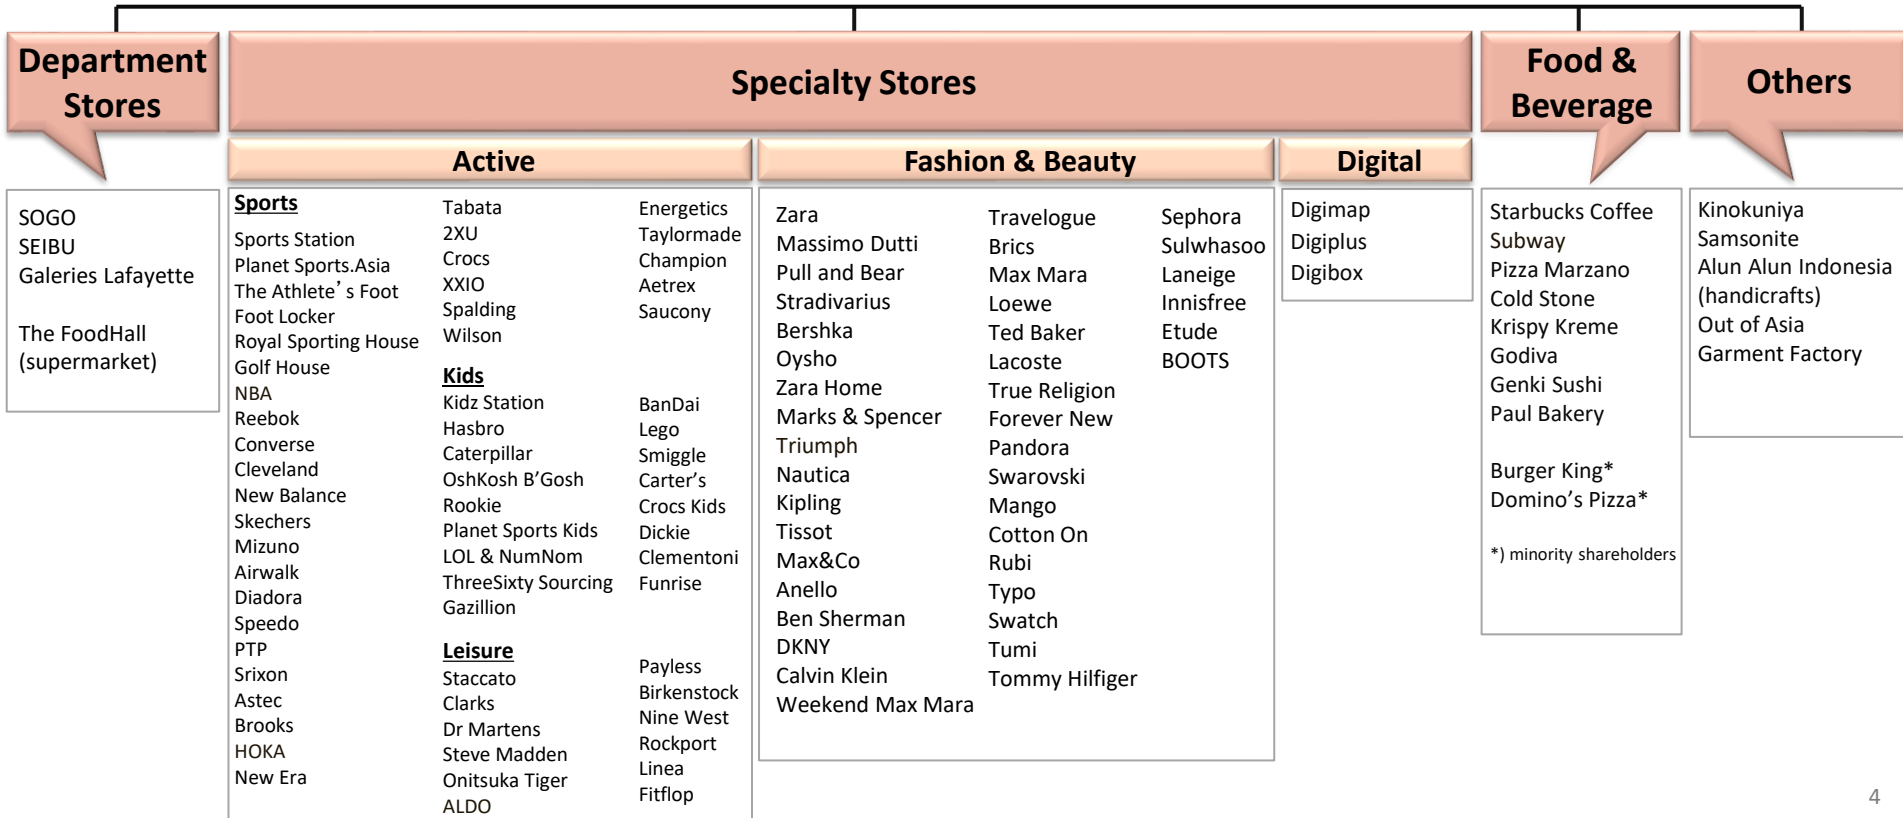 Department
Stores
Specialty Stores
Food &
Beverage
Others
Active
Fashion & Beauty
Digital
SOGO
SEIBU
Galeries Lafayette
The FoodHall
(supermarket)
Sports
Sports Station
Planet Sports.Asia
The Athlete’s Foot
Foot Locker
Royal Sporting House
Golf House
NBA
Reebok
Converse
Cleveland
New Balance
Skechers
Mizuno
Airwalk
Diadora
Speedo
PTP
Srixon
Astec
Brooks
HOKA
New Era
Tabata
2XU
Crocs
XXIO
Spalding
Wilson
Energetics
Taylormade
Champion
Aetrex
Saucony
Kids
Kidz Station
Hasbro
Caterpillar
OshKosh B’Gosh
Rookie
Planet Sports Kids
LOL & NumNom
ThreeSixty Sourcing
Gazillion
BanDai
Lego
Smiggle
Carter’s
Crocs Kids
Dickie
Clementoni
Funrise
Leisure
Staccato
Clarks
Dr Martens
Steve Madden
Onitsuka Tiger
ALDO
Payless
Birkenstock
Nine West
Rockport
Linea
Fitflop
Zara
Massimo Dutti
Pull and Bear
Stradivarius
Bershka
Oysho
Zara Home
Marks & Spencer
Triumph
Nautica
Kipling
Tissot
Max&Co
Anello
Ben Sherman
DKNY
Calvin Klein
Weekend Max Mara
Travelogue
Brics
Max Mara
Loewe
Ted Baker
Lacoste
True Religion
Forever New
Pandora
Swarovski
Mango
Cotton On
Rubi
Typo
Swatch
Tumi
Tommy Hilfiger
Sephora
Sulwhasoo
Laneige
Innisfree
Etude
BOOTS
Digimap
Digiplus
Digibox
Starbucks Coffee
Subway
Pizza Marzano
Cold Stone
Krispy Kreme
Godiva
Genki Sushi
Paul Bakery
Burger King*
Domino’s Pizza*
*) minority shareholders
Kinokuniya
Samsonite
Alun Alun Indonesia
(handicrafts)
Out of Asia
Garment Factory
4